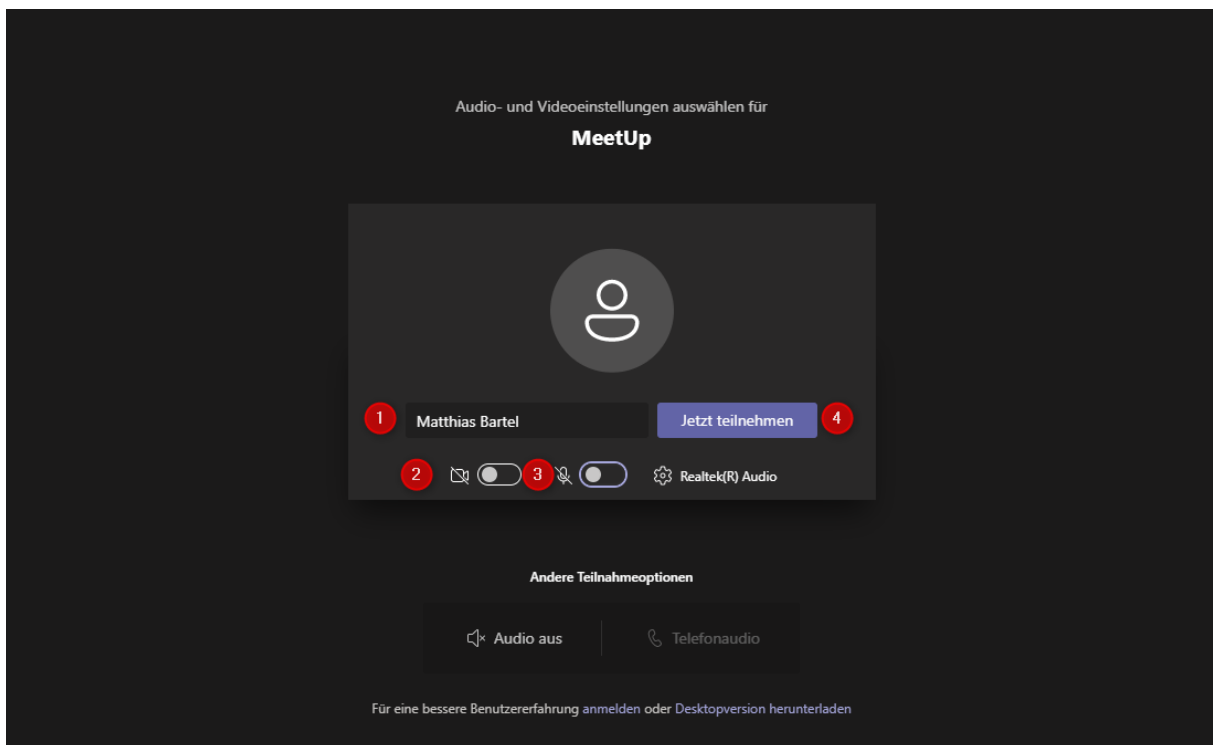 Audio- und Videoeinstellungen auswählen für
MeetUp
1 Matthias Bartel Jetzt teilnehmen 4
2 3 Realtek(R) Audio
Andere Teilnahmeoptionen
Audio aus Telefonaudio
Für eine bessere Benutzererfahrung anmelden oder Desktopversion herunterladen